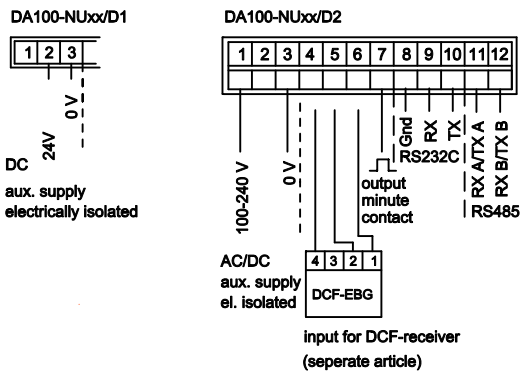 DA100-NUxx/D1
1 2 3
24V
0 V
DC
aux. supply
electrically isolated
DA100-NUxx/D2
1 2 3 4 5 6 7 8 9 10 11 12
100-240 V
0 V
Gnd
RX
TX
RX A/TX A
RX B/TX B
RS232C
RS485
output
minute
contact
AC/DC
aux. supply
el. isolated
4 3 2 1
DCF-EBG
input for DCF-receiver
(seperate article)